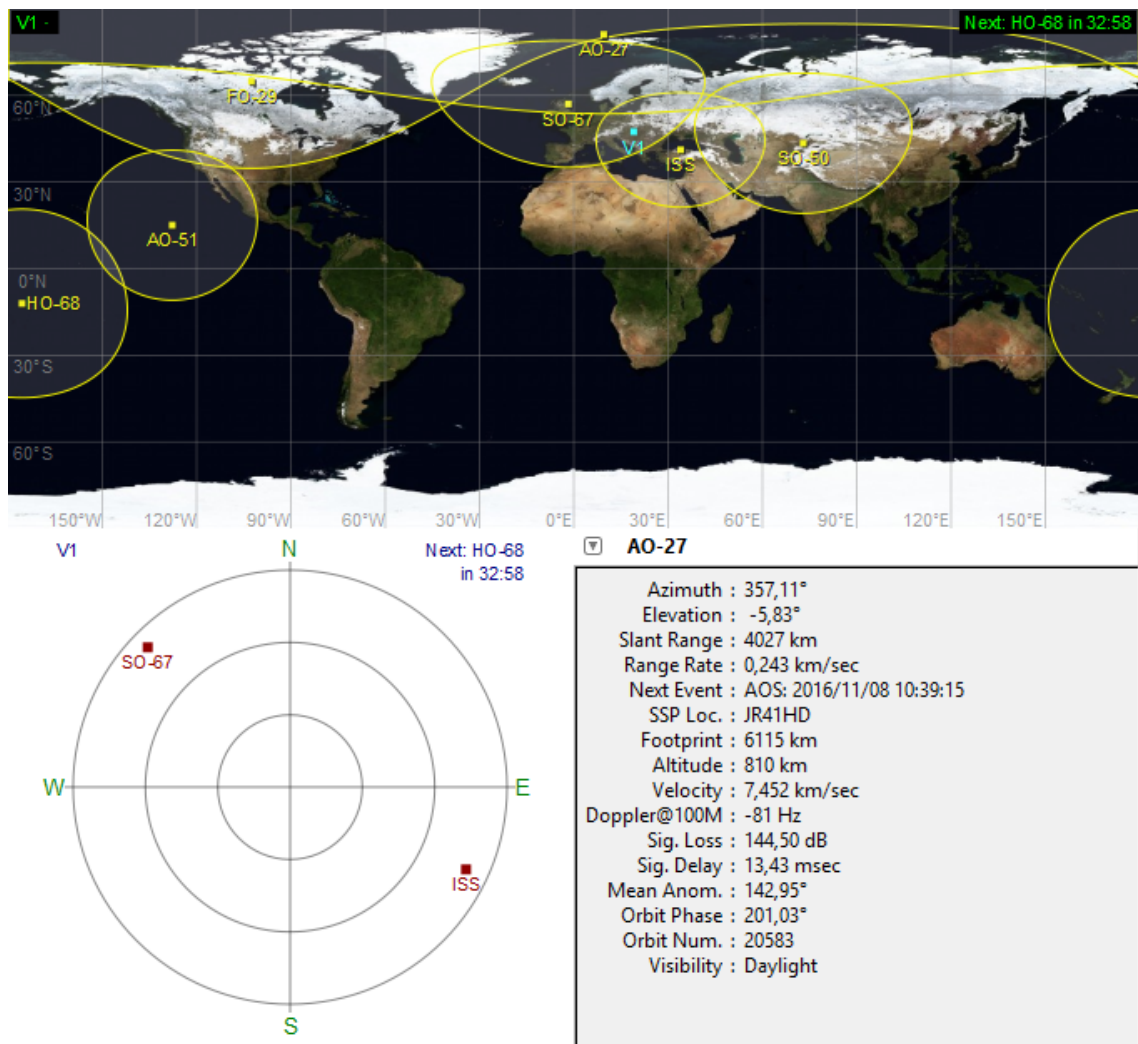 V1 -
Next: HO-68 in 32:58
AO-27
FO-29
60°N
SO-67
V1
ISS
SO-50
30°N
AO-51
0°N
HO-68
30°S
60°S
150°W 120°W 90°W 60°W 30°W 0°E 30°E 60°E 90°E 120°E 150°E
V1
N
Next: HO-68
in 32:58
SO-67
W
E
ISS
S
AO-27
Azimuth : 357,11°
Elevation : -5,83°
Slant Range : 4027 km
Range Rate : 0,243 km/sec
Next Event : AOS: 2016/11/08 10:39:15
SSP Loc. : JR41HD
Footprint : 6115 km
Altitude : 810 km
Velocity : 7,452 km/sec
Doppler@100M : -81 Hz
Sig. Loss : 144,50 dB
Sig. Delay : 13,43 msec
Mean Anom. : 142,95°
Orbit Phase : 201,03°
Orbit Num. : 20583
Visibility : Daylight